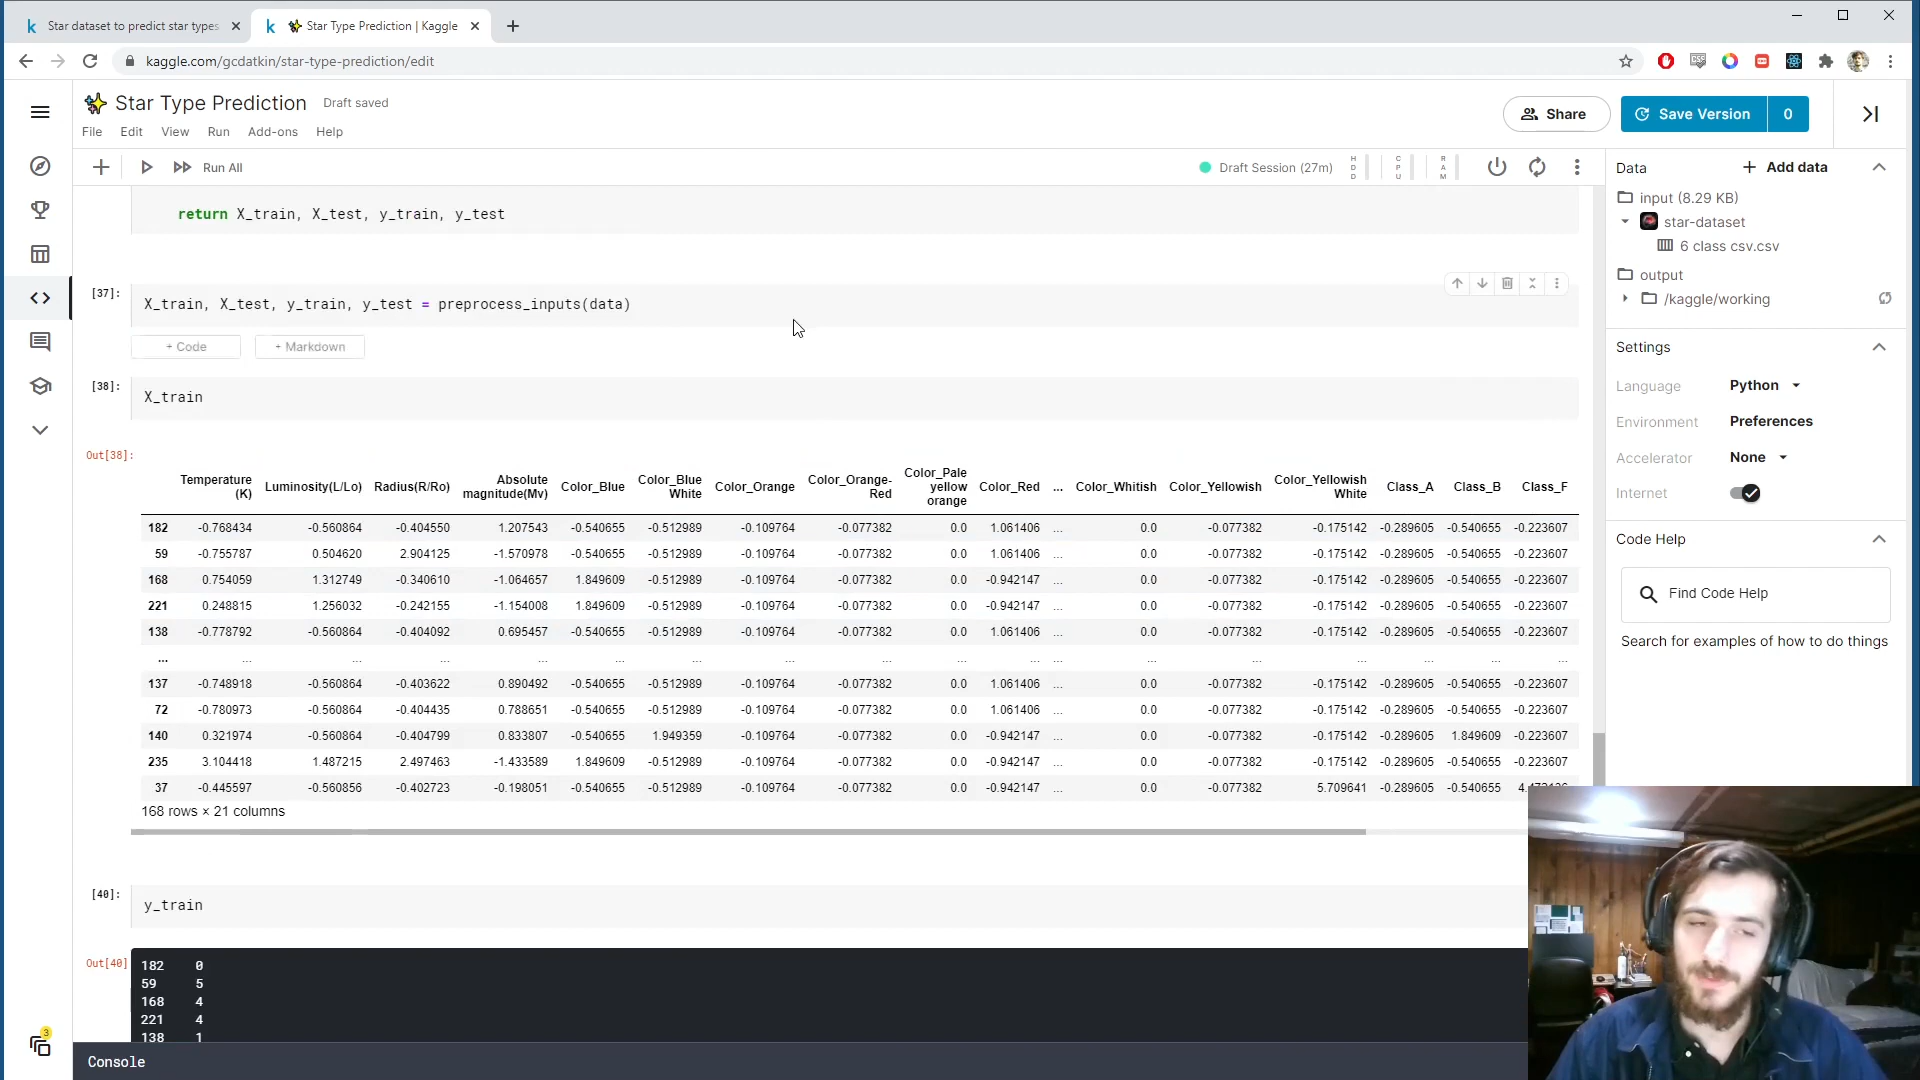 Star dataset to predict star types
Star Type Prediction | Kaggle
kaggle.com/gcdatkin/star-type-prediction/edit
Star Type Prediction
Draft saved
File Edit View Run Add-ons Help
Share
Save Version
0
Run All
Draft Session (27m)
HDD
CPU
RAM
return X_train, X_test, y_train, y_test
[37]:
X_train, X_test, y_train, y_test = preprocess_inputs(data)
+ Code
+ Markdown
[38]:
X_train
Out[38]:
Temperature (K) Luminosity(L/Lo) Radius(R/Ro) Absolute magnitude(Mv) Color_Blue Color_Blue White Color_Orange Color_Orange-Red Color_Pale yellow orange Color_Red ... Color_Whitish Color_Yellowish Color_Yellowish White Class_A Class_B Class_F
182 -0.768434 -0.560864 -0.404550 1.207543 -0.540655 -0.512989 -0.109764 -0.077382 0.0 1.061406 ... 0.0 -0.077382 -0.175142 -0.289605 -0.540655 -0.223607
59 -0.755787 0.504620 2.904125 -1.570978 -0.540655 -0.512989 -0.109764 -0.077382 0.0 1.061406 ... 0.0 -0.077382 -0.175142 -0.289605 -0.540655 -0.223607
168 0.754059 1.312749 -0.340610 -1.064657 1.849609 -0.512989 -0.109764 -0.077382 0.0 -0.942147 ... 0.0 -0.077382 -0.175142 -0.289605 -0.540655 -0.223607
221 0.248815 1.256032 -0.242155 -1.154008 1.849609 -0.512989 -0.109764 -0.077382 0.0 -0.942147 ... 0.0 -0.077382 -0.175142 -0.289605 -0.540655 -0.223607
138 -0.778792 -0.560864 -0.404092 0.695457 -0.540655 -0.512989 -0.109764 -0.077382 0.0 1.061406 ... 0.0 -0.077382 -0.175142 -0.289605 -0.540655 -0.223607
... ... ... ... ... ... ... ... ... ... ... ... ... ... ... ... ... ...
137 -0.748918 -0.560864 -0.403622 0.890492 -0.540655 -0.512989 -0.109764 -0.077382 0.0 1.061406 ... 0.0 -0.077382 -0.175142 -0.289605 -0.540655 -0.223607
72 -0.780973 -0.560864 -0.404435 0.788651 -0.540655 -0.512989 -0.109764 -0.077382 0.0 1.061406 ... 0.0 -0.077382 -0.175142 -0.289605 -0.540655 -0.223607
140 0.321974 -0.560864 -0.404799 0.833807 -0.540655 1.949359 -0.109764 -0.077382 0.0 -0.942147 ... 0.0 -0.077382 -0.175142 -0.289605 1.849609 -0.223607
235 3.104418 1.487215 2.497463 -1.433589 1.849609 -0.512989 -0.109764 -0.077382 0.0 -0.942147 ... 0.0 -0.077382 -0.175142 -0.289605 -0.540655 -0.223607
37 -0.445597 -0.560856 -0.402723 -0.198051 -0.540655 -0.512989 -0.109764 -0.077382 0.0 -0.942147 ... 0.0 -0.077382 5.709641 -0.289605 -0.540655
168 rows × 21 columns
[40]:
y_train
Out[40]
182 0
59 5
168 4
221 4
138 1
Console
3
Data
Add data
input (8.29 KB)
star-dataset
6 class csv.csv
output
/kaggle/working
Settings
Language Python
Environment Preferences
Accelerator None
Internet
Code Help
Find Code Help
Search for examples of how to do things